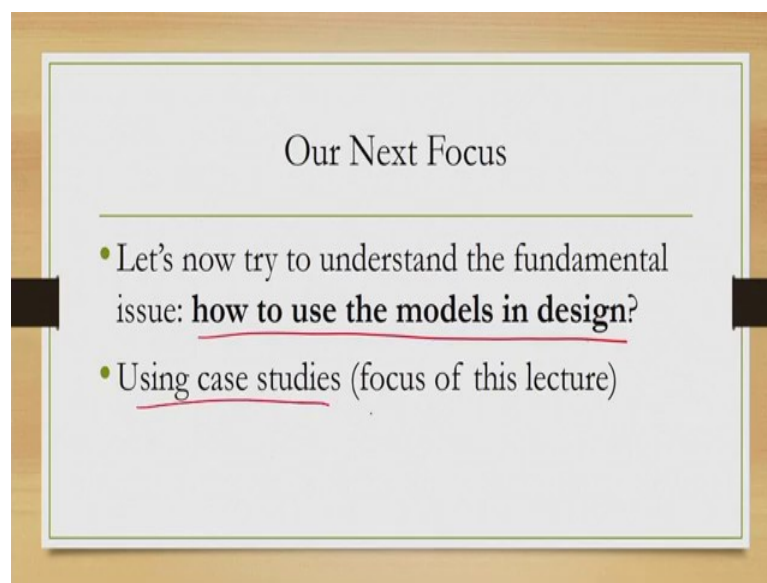 Our Next Focus
•Let's now try to understand the fundamental
issue: how to use the models in design?
•Using case studies (focus of this lecture)